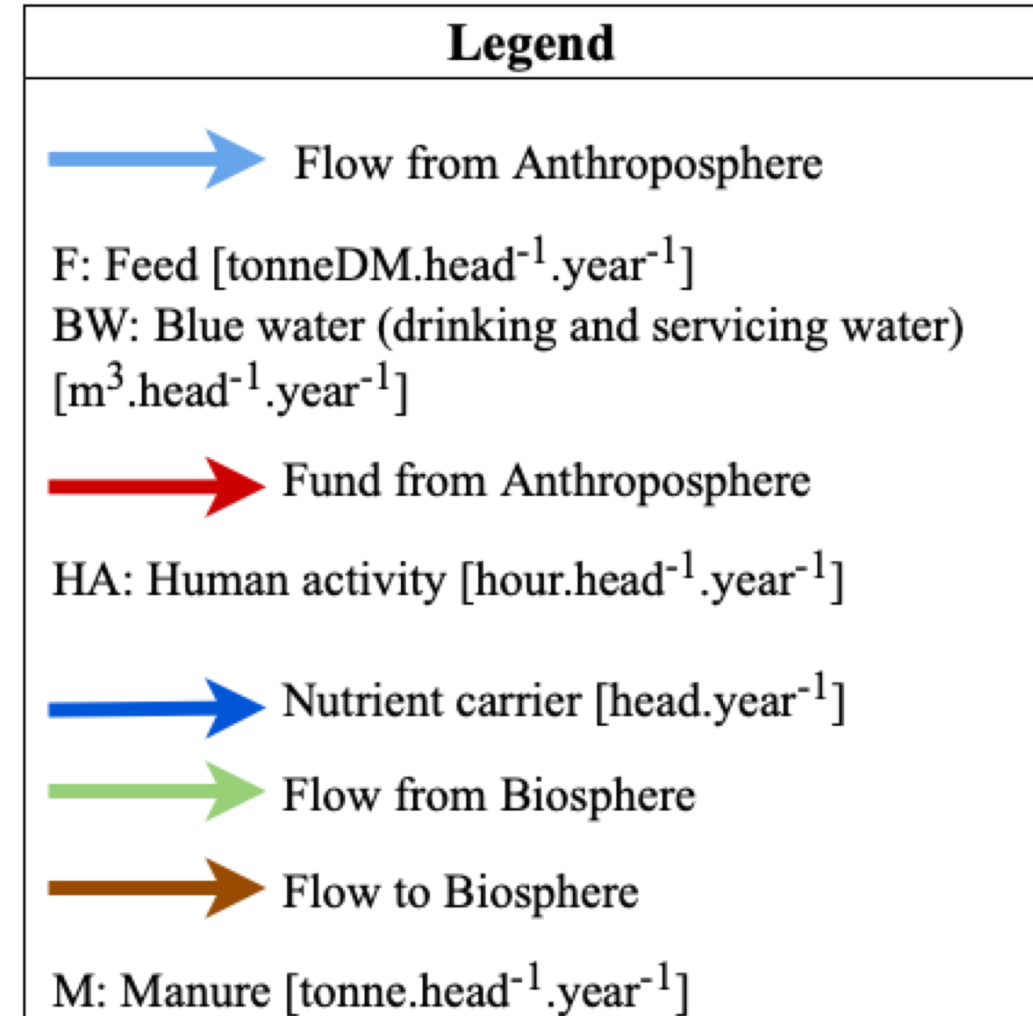 Legend
Flow from Anthroposphere
F: Feed [tonneDM.head⁻¹.year⁻¹]
BW: Blue water (drinking and servicing water)
[m³.head⁻¹.year⁻¹]
Fund from Anthroposphere
HA: Human activity [hour.head⁻¹.year⁻¹]
Nutrient carrier [head.year⁻¹]
Flow from Biosphere
Flow to Biosphere
M: Manure [tonne.head⁻¹.year⁻¹]